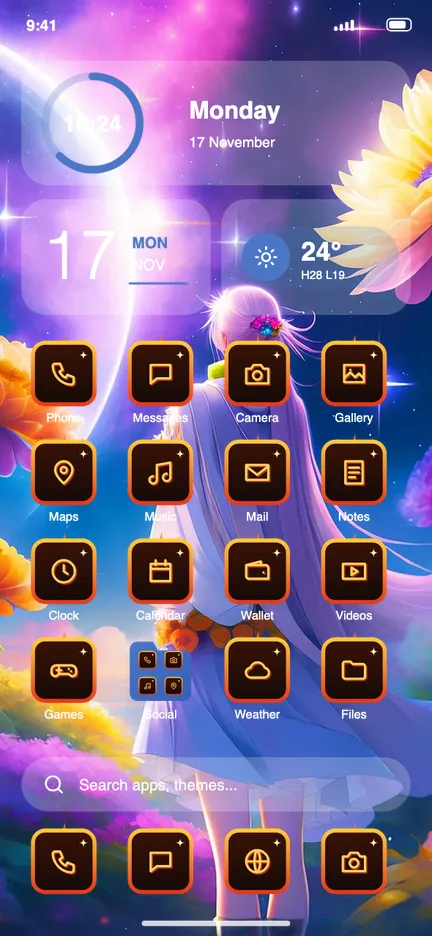 9:41
Monday
17 November
17
MON
NOV
24°
H28 L19
Phone
Messages
Camera
Gallery
Maps
Music
Mail
Notes
Clock
Calendar
Wallet
Videos
Games
Social
Weather
Files
Search apps, themes...